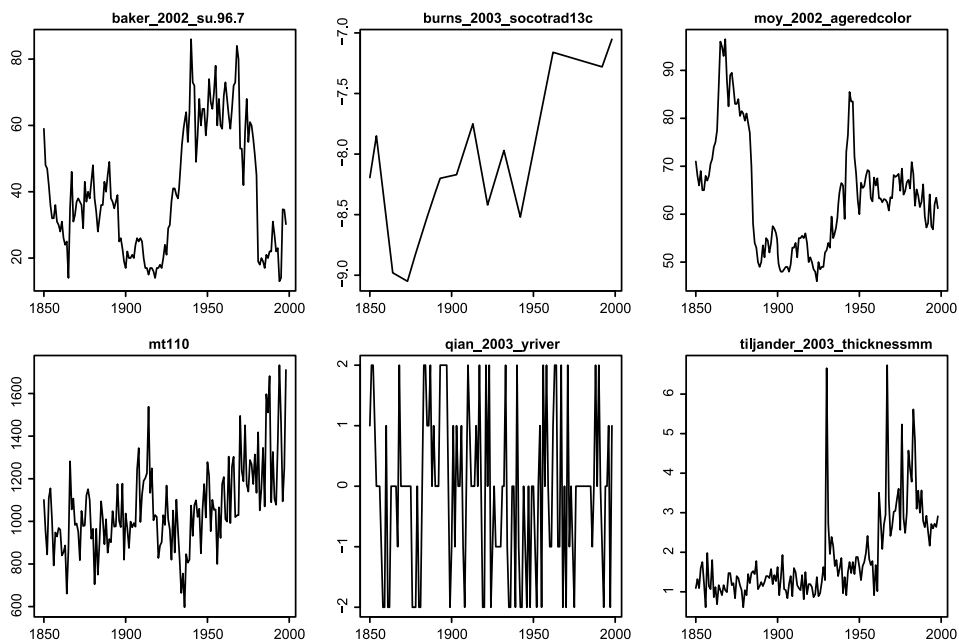 baker_2002_su.96.7
burns_2003_socotrad13c
moy_2002_ageredcolor
80
60
40
20
1850 1900 1950 2000
-7.0
-7.5
-8.0
-8.5
-9.0
1850 1900 1950 2000
90
80
70
60
50
1850 1900 1950 2000
mt110
qian_2003_yriver
tiljander_2003_thicknessmm
1600
1400
1200
1000
800
600
1850 1900 1950 2000
2
1
0
-1
-2
1850 1900 1950 2000
6
5
4
3
2
1
1850 1900 1950 2000